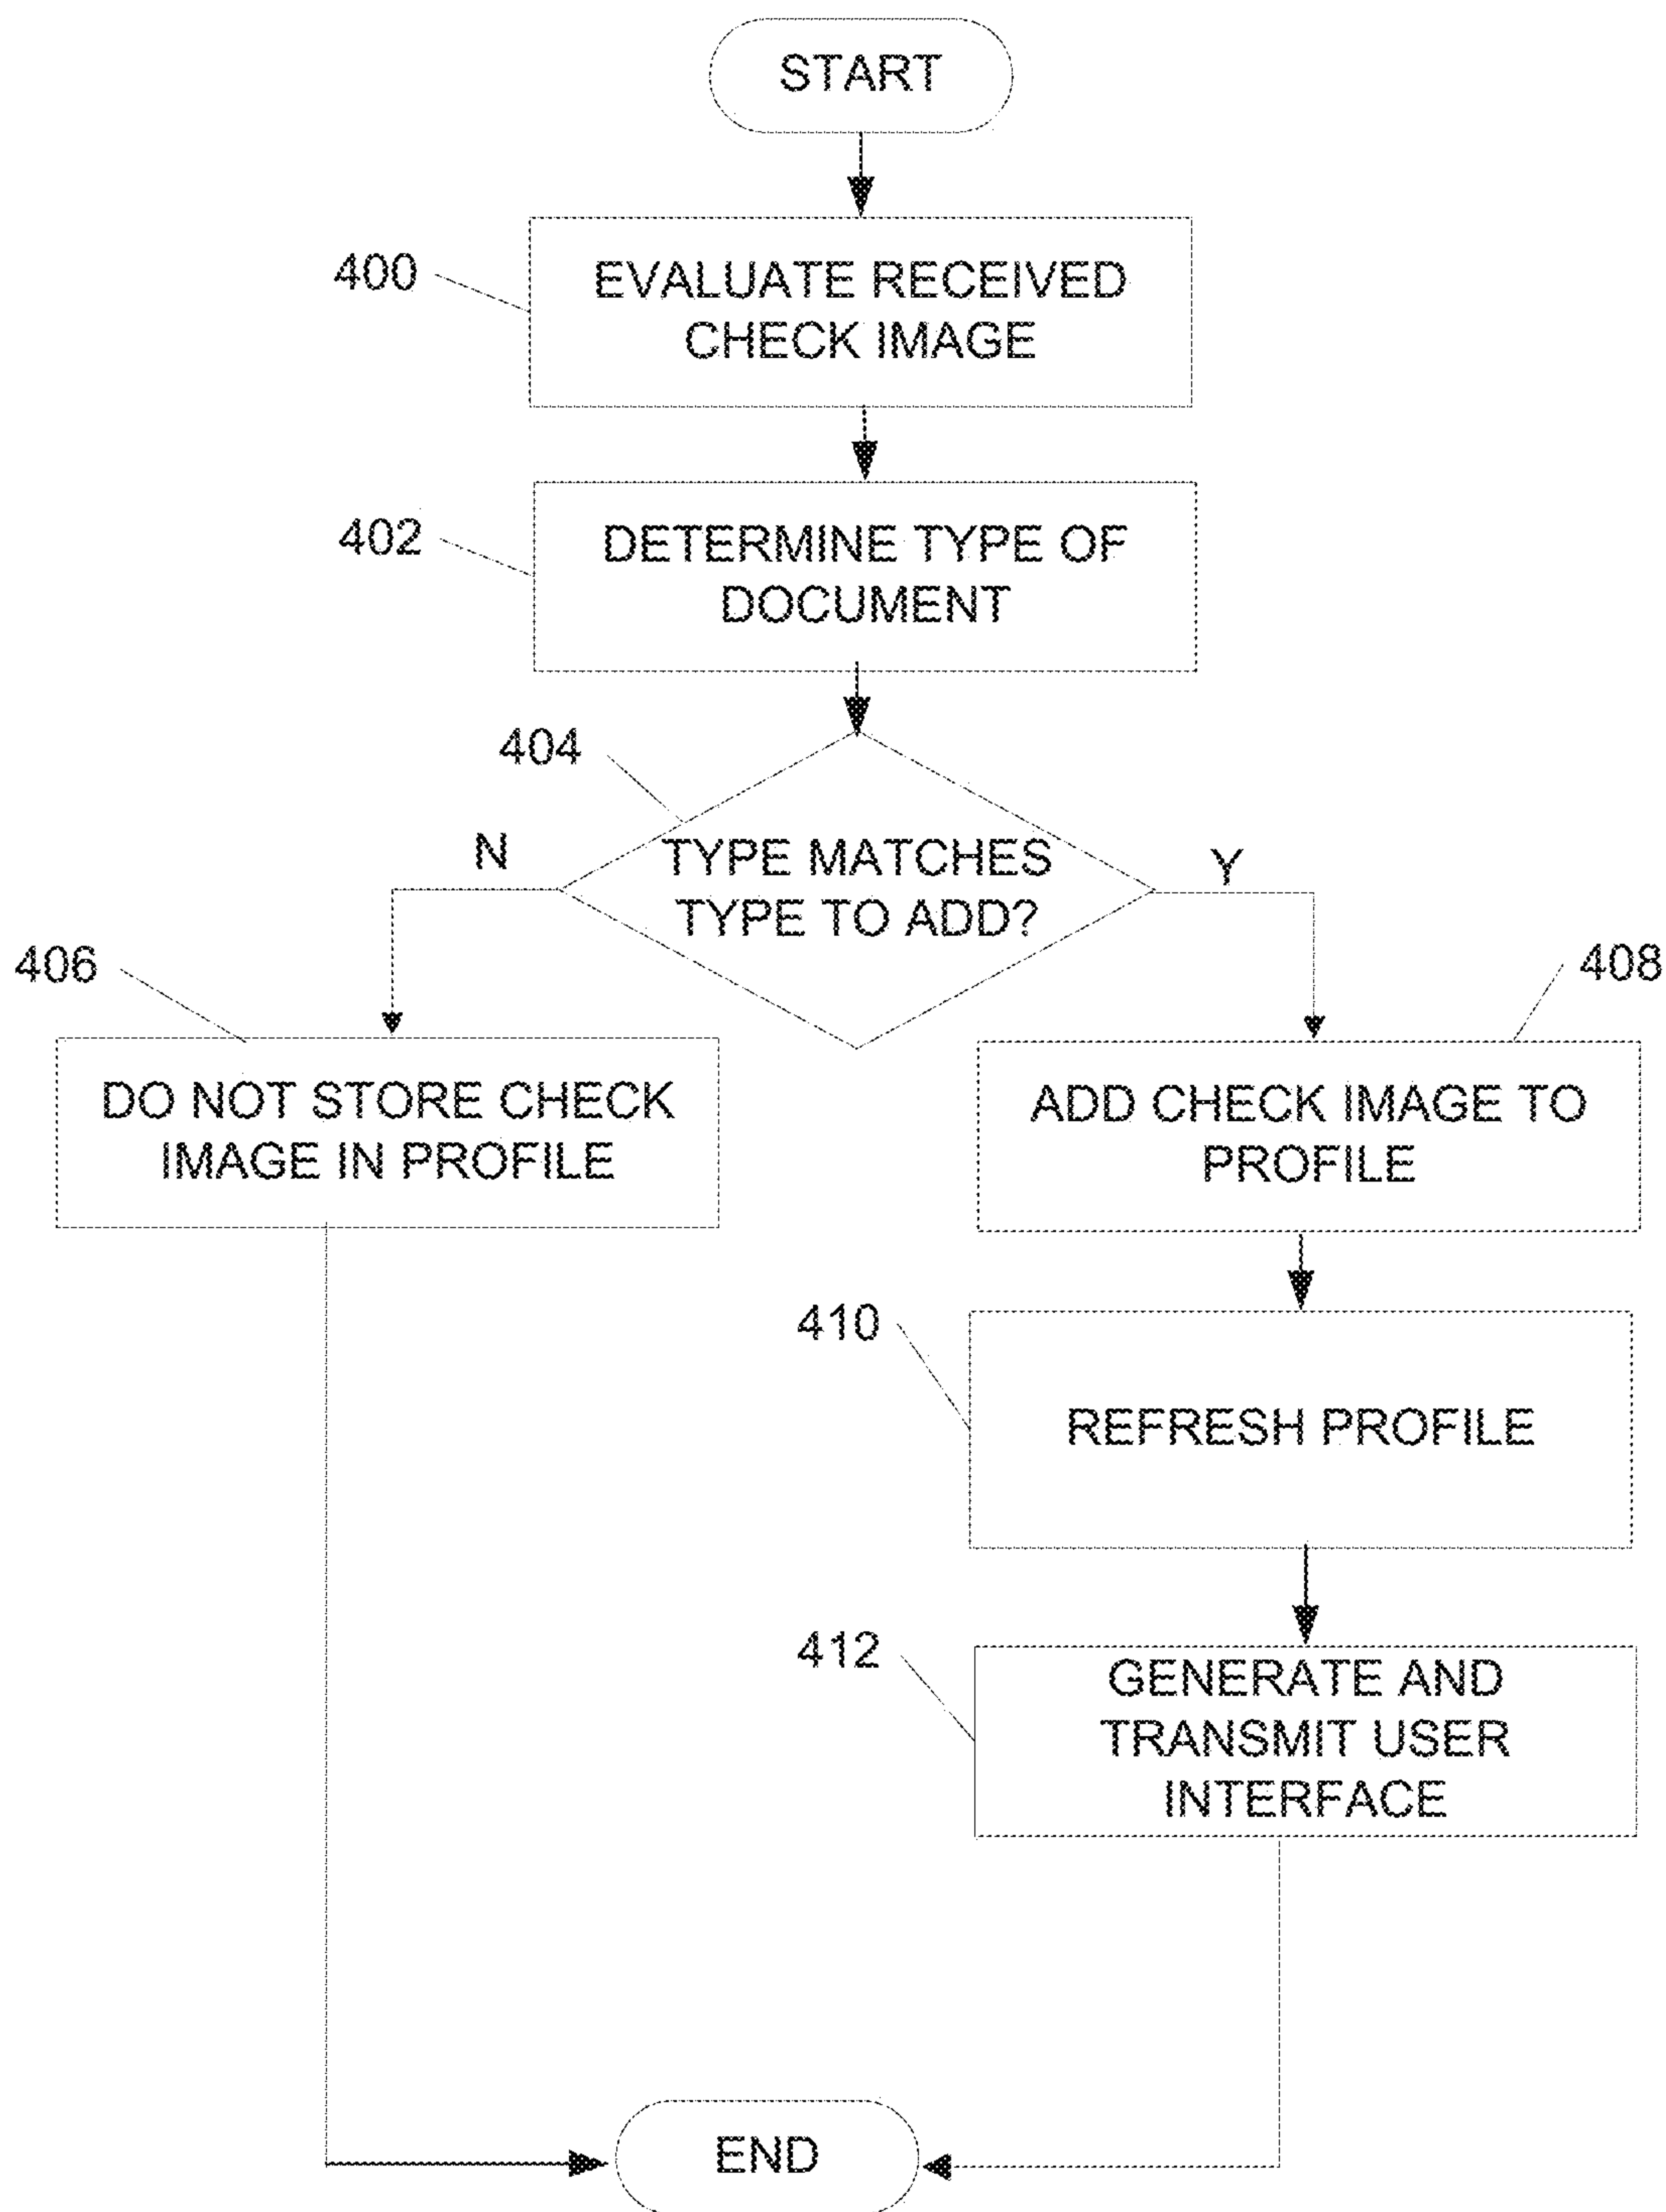 START
400
EVALUATE RECEIVED
CHECK IMAGE
402
DETERMINE TYPE OF
DOCUMENT
404
N
TYPE MATCHES
TYPE TO ADD?
Y
406
408
DO NOT STORE CHECK
IMAGE IN PROFILE
ADD CHECK IMAGE TO
PROFILE
410
REFRESH PROFILE
412
GENERATE AND
TRANSMIT USER
INTERFACE
END